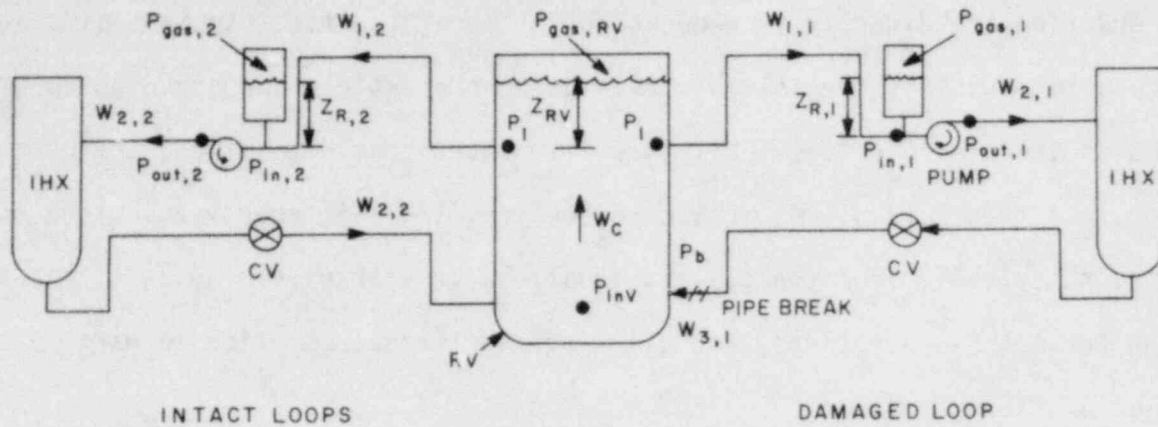 P gas, 2
W 1, 2
P gas, RV
W 1, 1
P gas, 1
W 2, 2
Z R, 2
Z RV
Z R, 1
W 2, 1
P 1
P 1
P out, 2
P in, 2
P in, 1
P out, 1
PUMP
IHX
IHX
W 2, 2
W C
CV
P b
CV
P inv
PIPE BREAK
W 3, 1
RV
INTACT LOOPS
DAMAGED LOOP